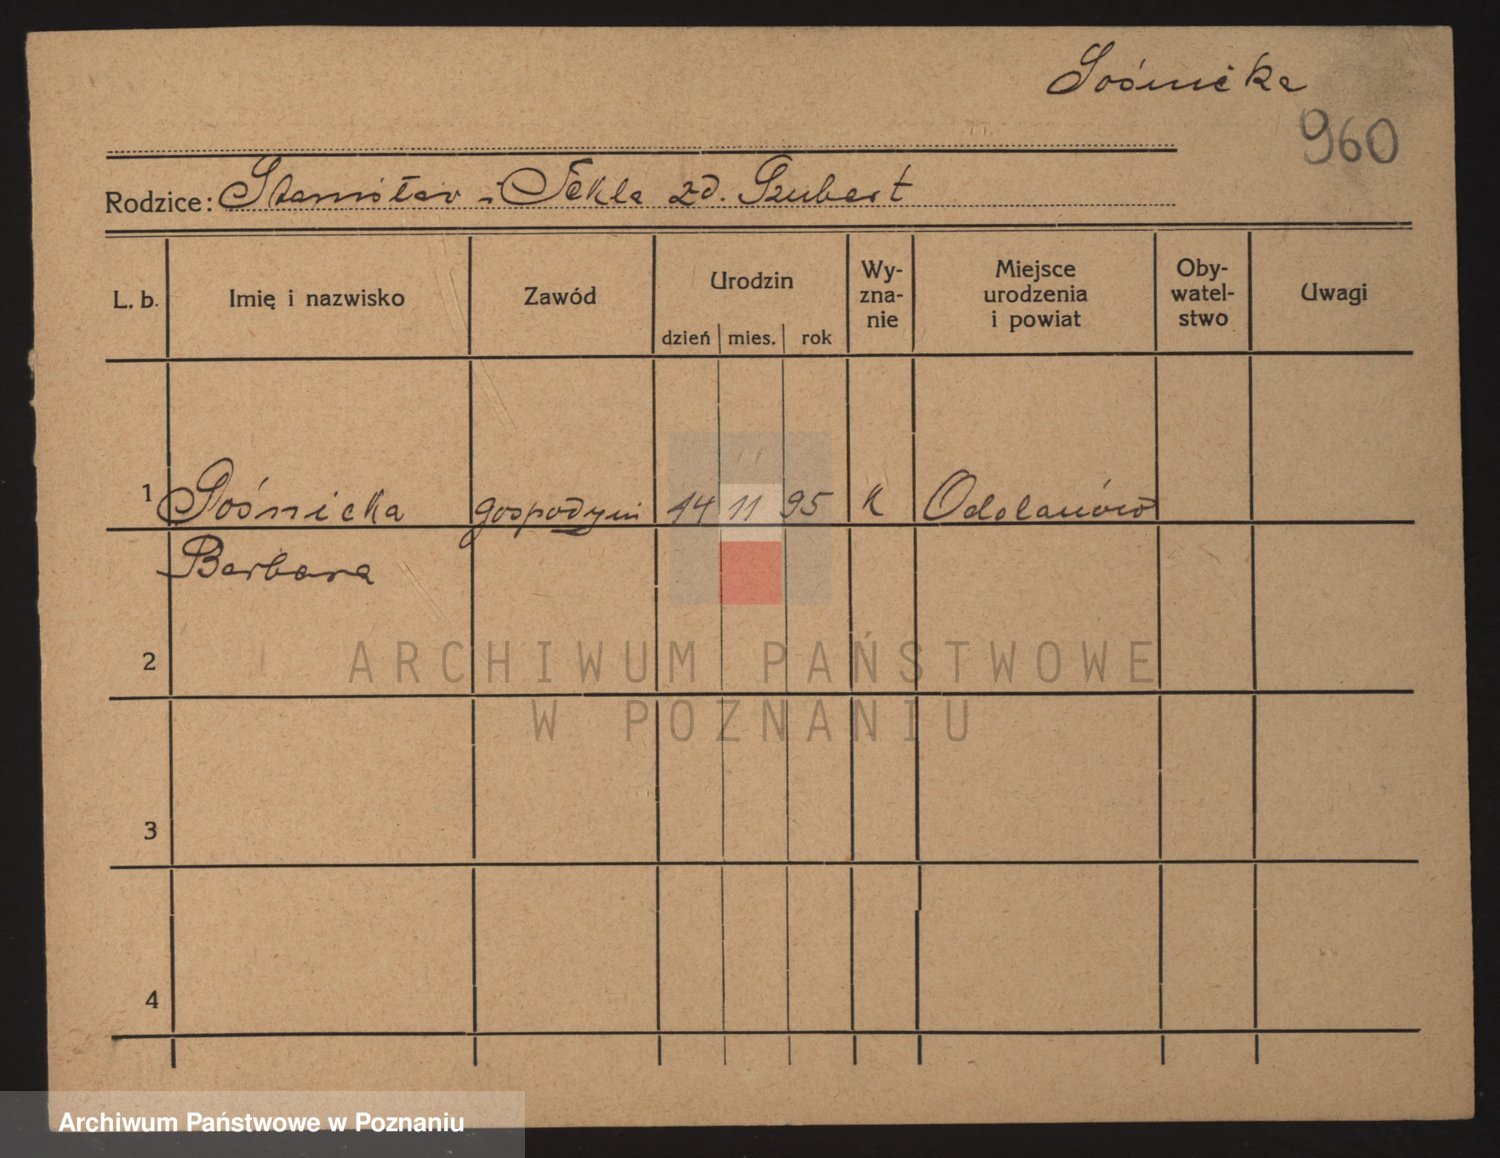 Sośnicka
960
Rodzice: Stanisław i Tekla zd. Szubert
L. b. Imię i nazwisko Zawód Urodzin Wy-zna-nie Miejsce urodzenia i powiat Oby-watel-stwo Uwagi
dzień mies. rok
1 Sośnicka gospodyni 14 11 95 K Odolanów
Barbara
2
ARCHIWUM PAŃSTWOWE
W POZNANIU
3
4
Archiwum Państwowe w Poznaniu